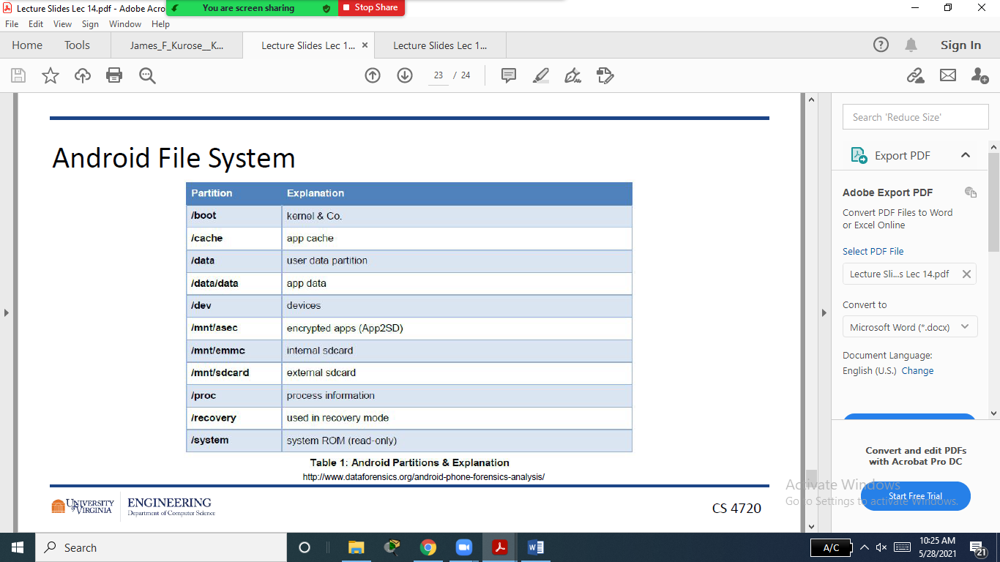 Lecture Slides Lec 14.pdf - Adobe Acro
You are screen sharing
Stop Share
File Edit View Sign Window Help
Home Tools James_F_Kurose__K... Lecture Slides Lec 1... × Lecture Slides Lec 1... Sign In
23 / 24
Search 'Reduce Size'
Export PDF
Adobe Export PDF
Convert PDF Files to Word
or Excel Online
Select PDF File
Lecture Sli...s Lec 14.pdf
Convert to
Microsoft Word (*.docx)
Document Language:
English (U.S.) Change
Convert and edit PDFs
with Acrobat Pro DC
Start Free Trial
Android File System
Partition Explanation
/boot kernel & Co.
/cache app cache
/data user data partition
/data/data app data
/dev devices
/mnt/asec encrypted apps (App2SD)
/mnt/emmc internal sdcard
/mnt/sdcard external sdcard
/proc process information
/recovery used in recovery mode
/system system ROM (read-only)
Table 1: Android Partitions & Explanation
http://www.dataforensics.org/android-phone-forensics-analysis/
UNIVERSITY
of VIRGINIA
ENGINEERING
Department of Computer Science
CS 4720
Activate Windows
Go to Settings to activate Windows.
Search
A/C
10:25 AM
5/28/2021
21